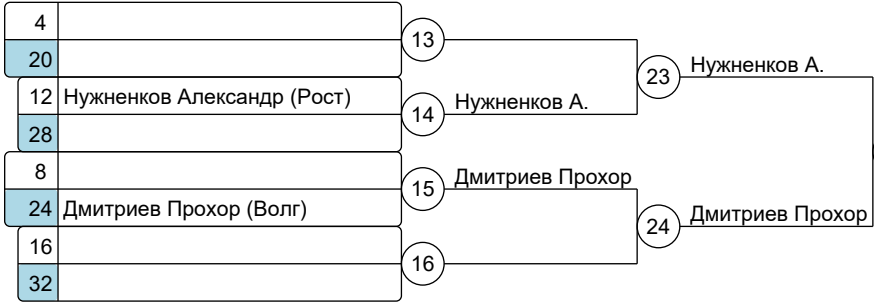 4
13
20
23 Нужненков А.
12 Нужненков Александр (Рост)
14 Нужненков А.
28
8
15 Дмитриев Прохор
24 Дмитриев Прохор (Волг)
24 Дмитриев Прохор
16
16
32